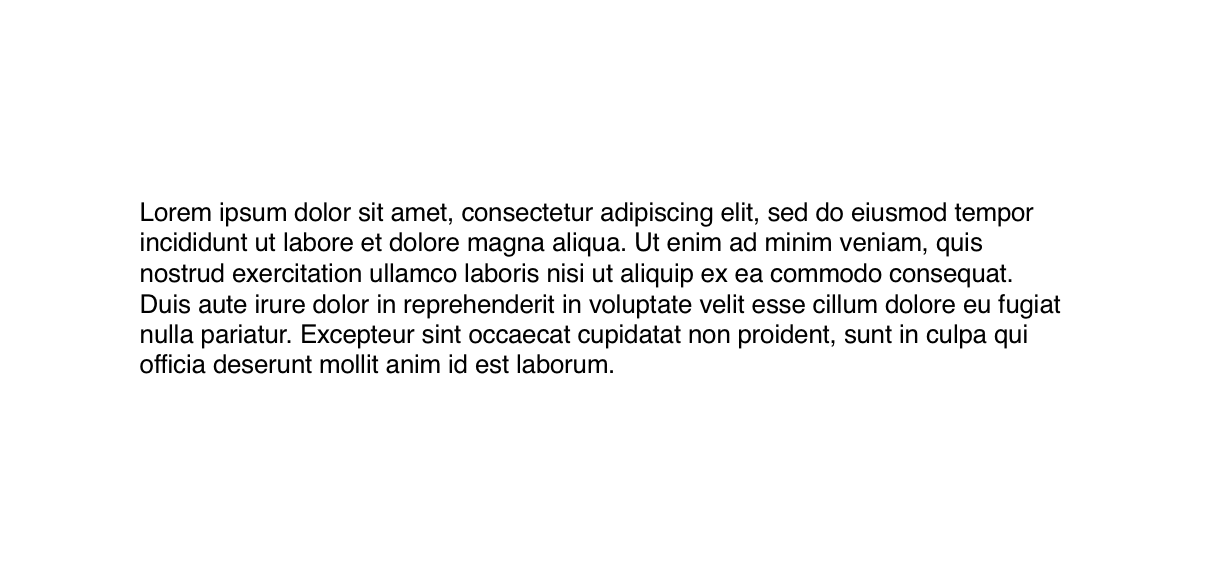 Lorem ipsum dolor sit amet, consectetur adipiscing elit, sed do eiusmod tempor
incididunt ut labore et dolore magna aliqua. Ut enim ad minim veniam, quis
nostrud exercitation ullamco laboris nisi ut aliquip ex ea commodo consequat.
Duis aute irure dolor in reprehenderit in voluptate velit esse cillum dolore eu fugiat
nulla pariatur. Excepteur sint occaecat cupidatat non proident, sunt in culpa qui
officia deserunt mollit anim id est laborum.